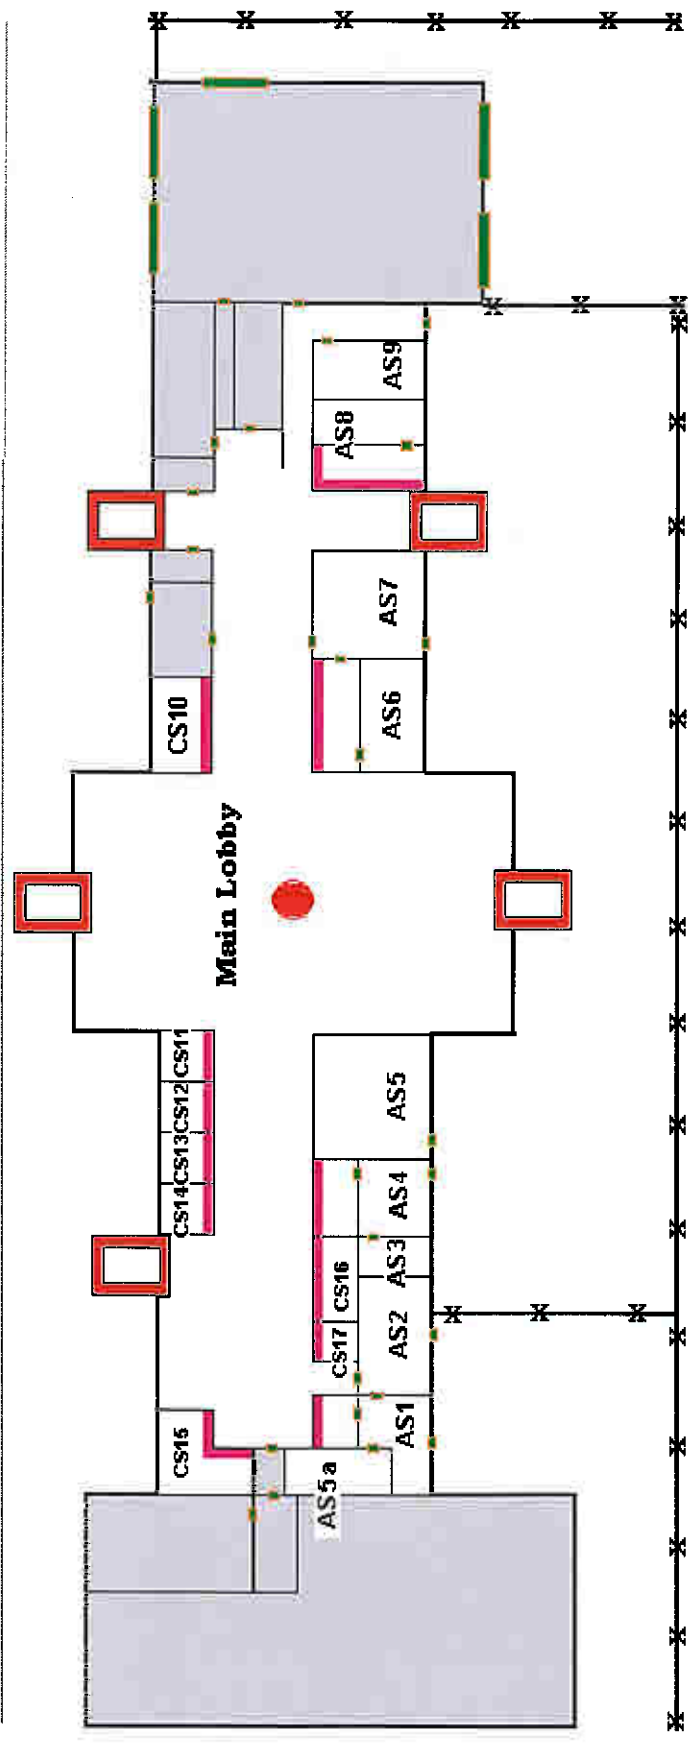 AS9
AS8
AS7
CS10
AS6
Main Lobby
CS11
CS12
CS13
CS14
AS5
AS4
AS3
CS16
AS2
CS17
AS1
CS15
AS5a